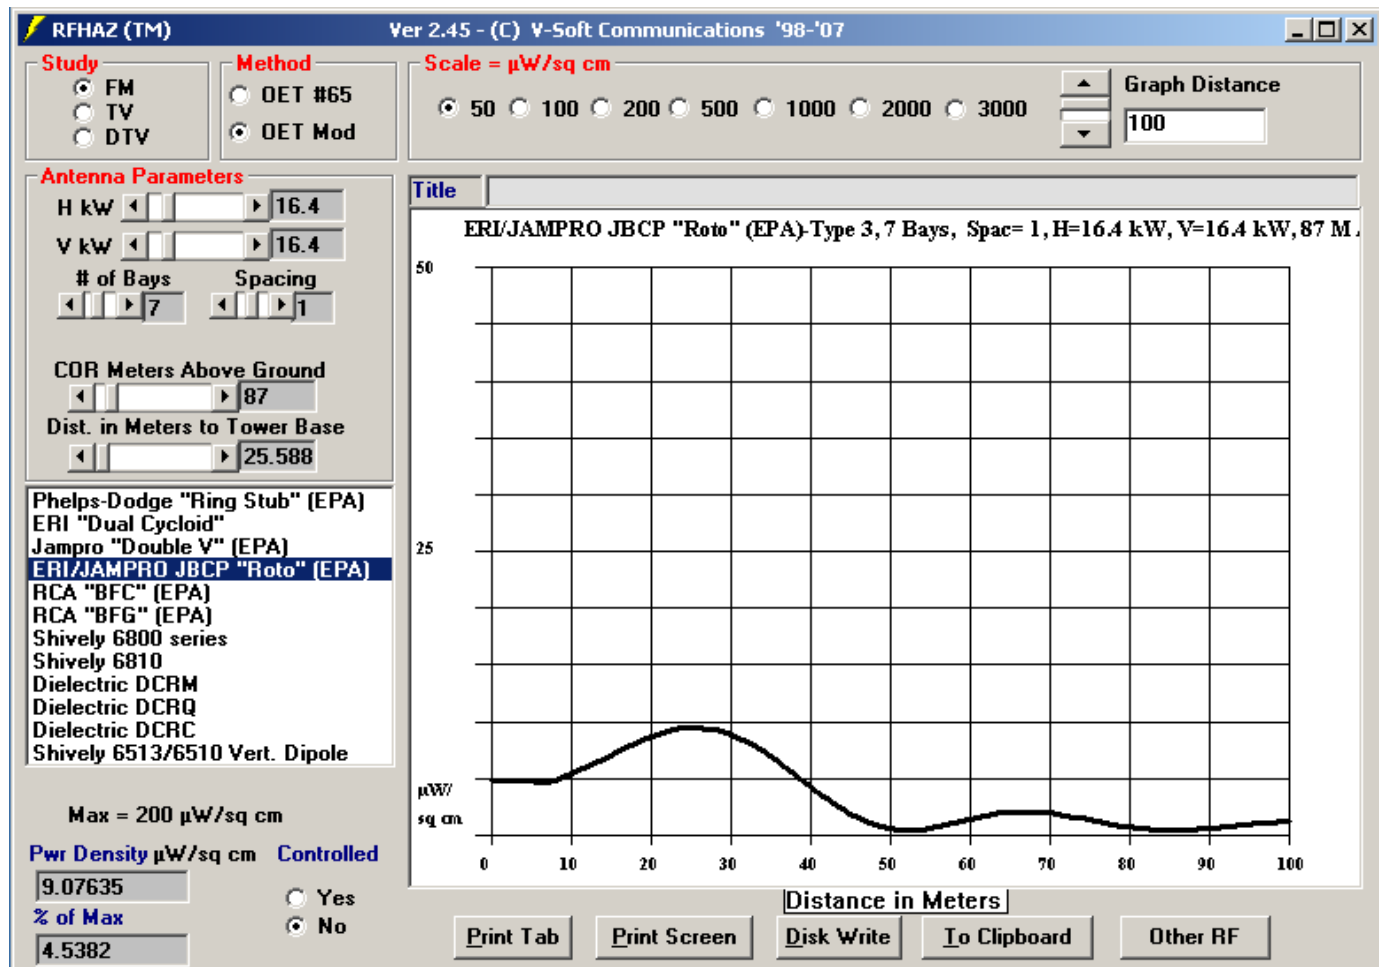 RFHAZ (TM) Ver 2.45 - (C) V-Soft Communications '98-'07
Study
FM
TV
DTV
Method
OET #65
OET Mod
Scale = µW/sq cm
50 100 200 500 1000 2000 3000
Graph Distance
100
Antenna Parameters
H kW 16.4
V kW 16.4
# of Bays Spacing
7 1
COR Meters Above Ground
87
Dist. in Meters to Tower Base
25.588
Phelps-Dodge "Ring Stub" (EPA)
ERI "Dual Cycloid"
Jampro "Double V" (EPA)
ERI/JAMPRO JBCP "Roto" (EPA)
RCA "BFC" (EPA)
RCA "BFG" (EPA)
Shively 6800 series
Shively 6810
Dielectric DCRM
Dielectric DCRQ
Dielectric DCRC
Shively 6513/6510 Vert. Dipole
Max = 200 µW/sq cm
Pwr Density µW/sq cm
9.07635
% of Max
4.5382
Controlled
Yes
No
Title
ERI/JAMPRO JBCP "Roto" (EPA)-Type 3, 7 Bays, Spac= 1, H=16.4 kW, V=16.4 kW, 87 M
50
25
µW/
sq cm
0 10 20 30 40 50 60 70 80 90 100
Distance in Meters
Print Tab Print Screen Disk Write To Clipboard Other RF